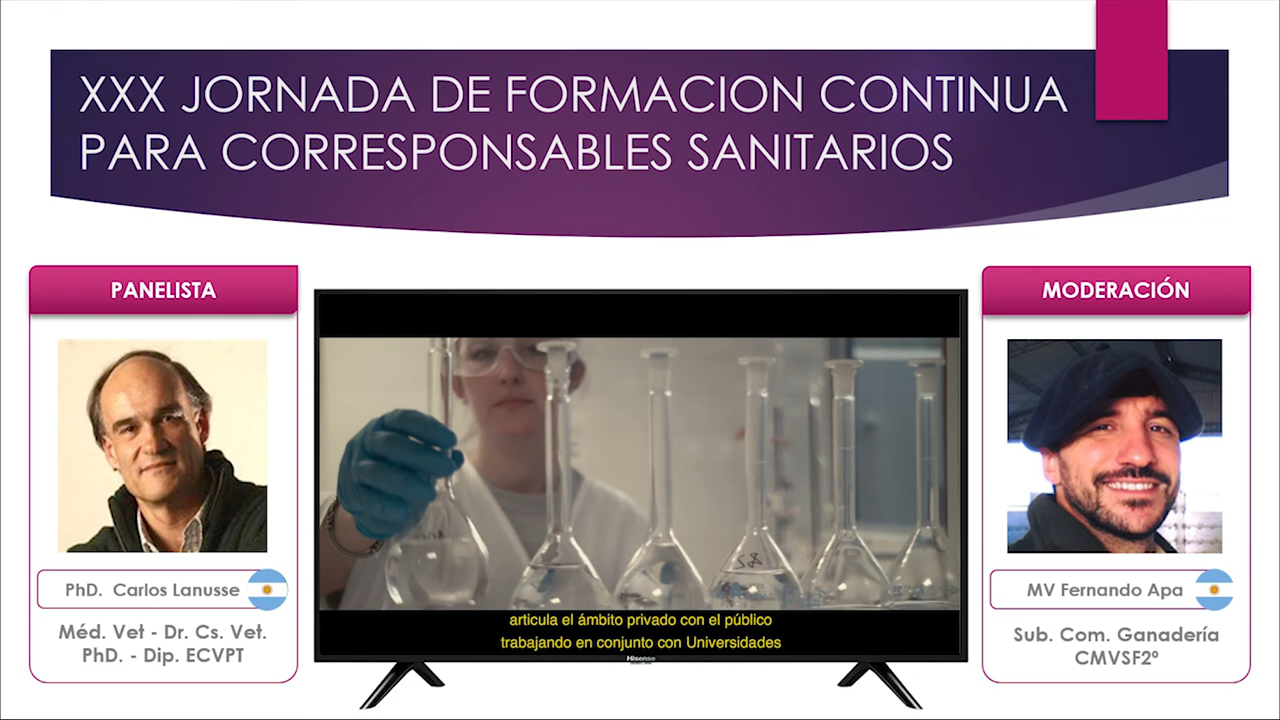 XXX JORNADA DE FORMACION CONTINUA
PARA CORRESPONSABLES SANITARIOS
PANELISTA
PhD. Carlos Lanusse
Méd. Vet - Dr. Cs. Vet.
PhD. - Dip. ECVPT
articula el ámbito privado con el público
trabajando en conjunto con Universidades
Hisense
MODERACIÓN
MV Fernando Apa
Sub. Com. Ganadería
CMVSF2º